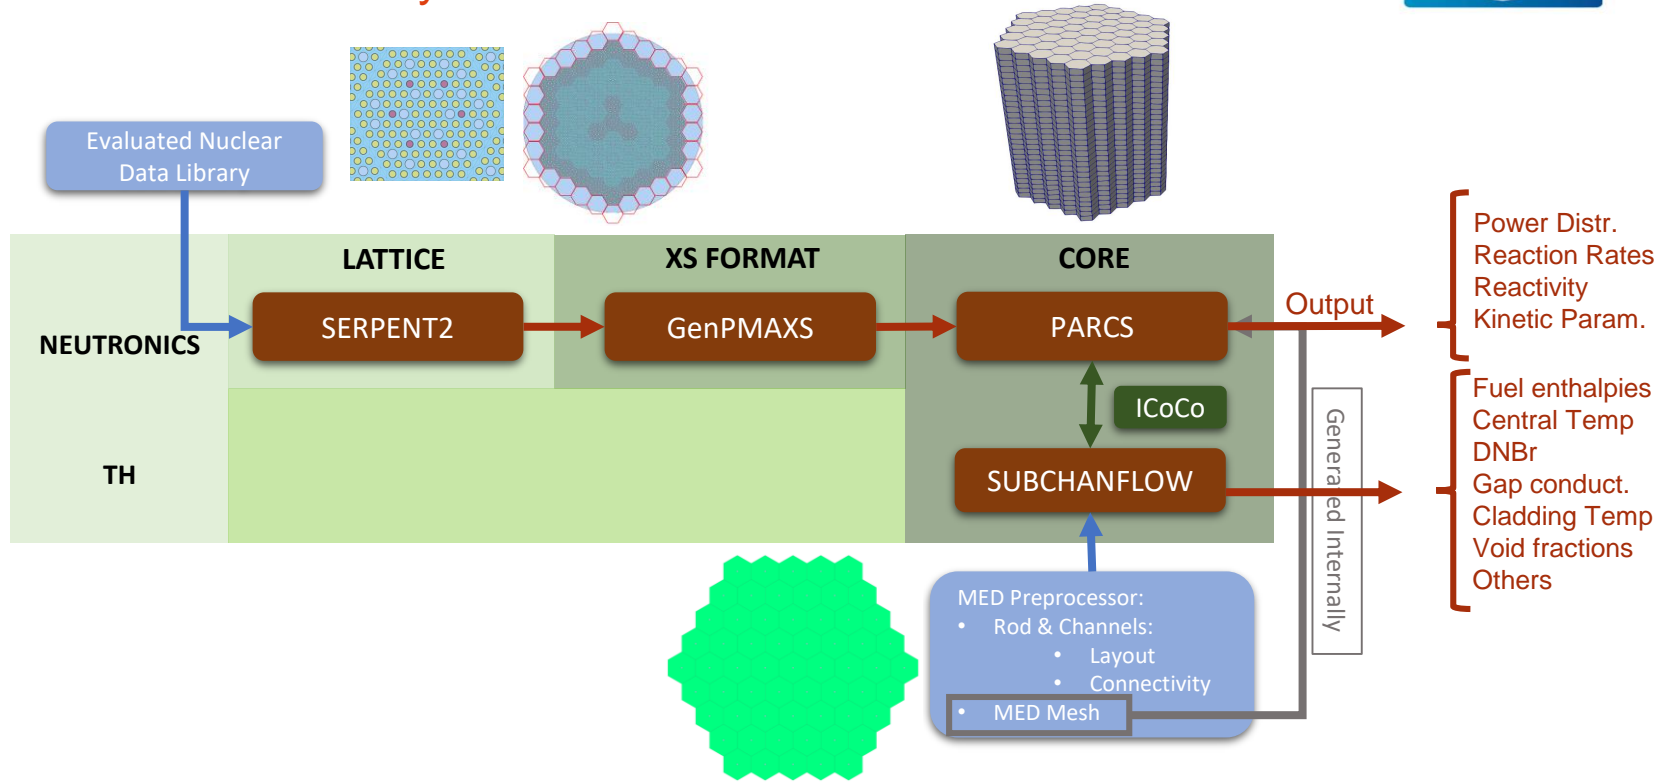 Evaluated Nuclear
Data Library
LATTICE
XS FORMAT
CORE
NEUTRONICS
SERPENT2
GenPMAXS
PARCS
Output
Power Distr.
Reaction Rates
Reactivity
Kinetic Param.
ICoCo
TH
SUBCHANFLOW
Generated Internally
Fuel enthalpies
Central Temp
DNBr
Gap conduct.
Cladding Temp
Void fractions
Others
MED Preprocessor:
• Rod & Channels:
• Layout
• Connectivity
• MED Mesh